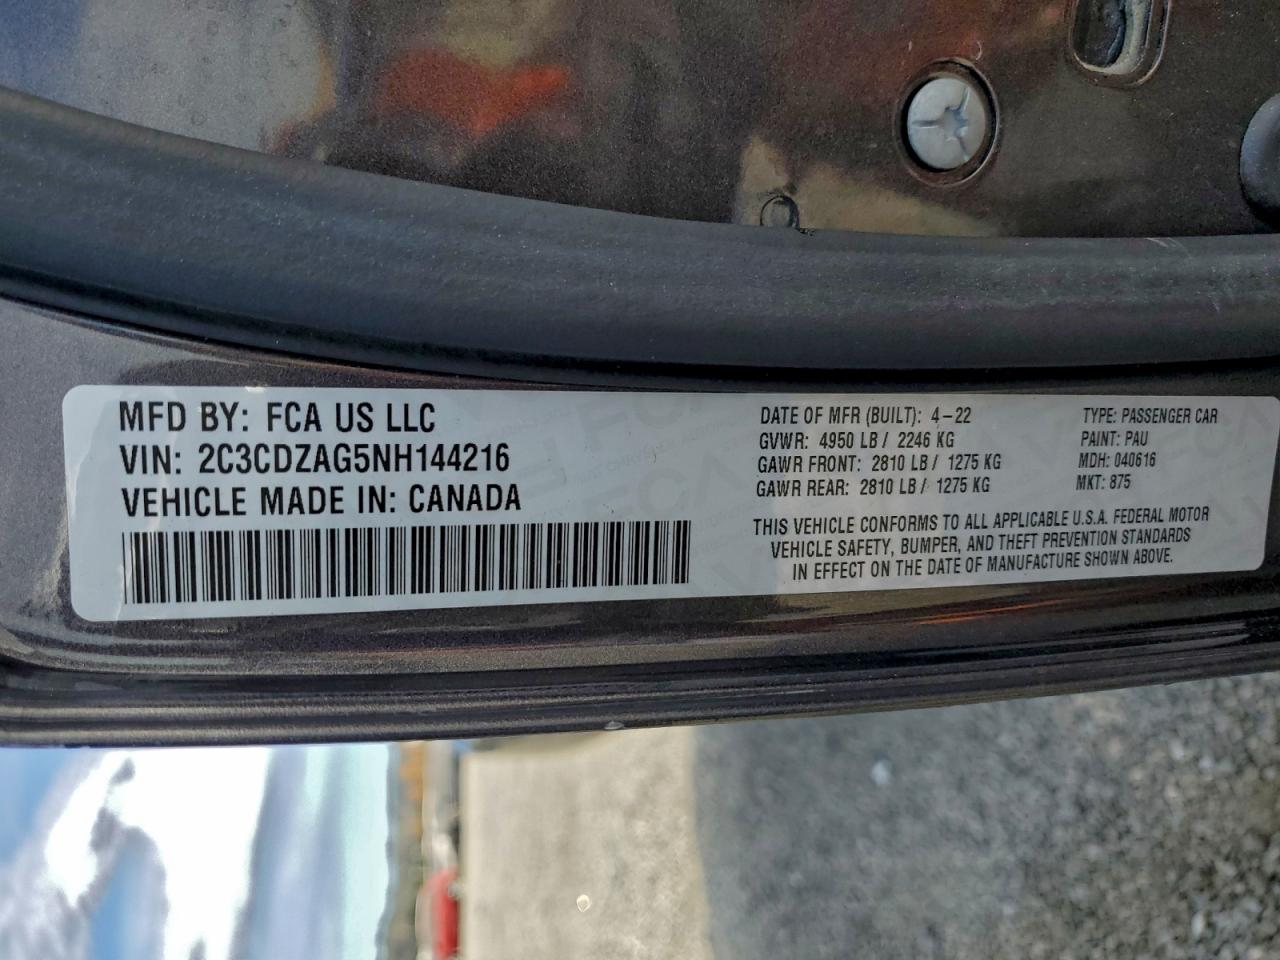 MFD BY: FCA US LLC
VIN: 2C3CDZAG5NH144216
VEHICLE MADE IN: CANADA
DATE OF MFR (BUILT): 4-22
GVWR: 4950 LB / 2246 KG
GAWR FRONT: 2810 LB / 1275 KG
GAWR REAR: 2810 LB / 1275 KG
TYPE: PASSENGER CAR
PAINT: PAU
MDH: 040616
MKT: 875
THIS VEHICLE CONFORMS TO ALL APPLICABLE U.S.A. FEDERAL MOTOR
VEHICLE SAFETY, BUMPER, AND THEFT PREVENTION STANDARDS
IN EFFECT ON THE DATE OF MANUFACTURE SHOWN ABOVE.